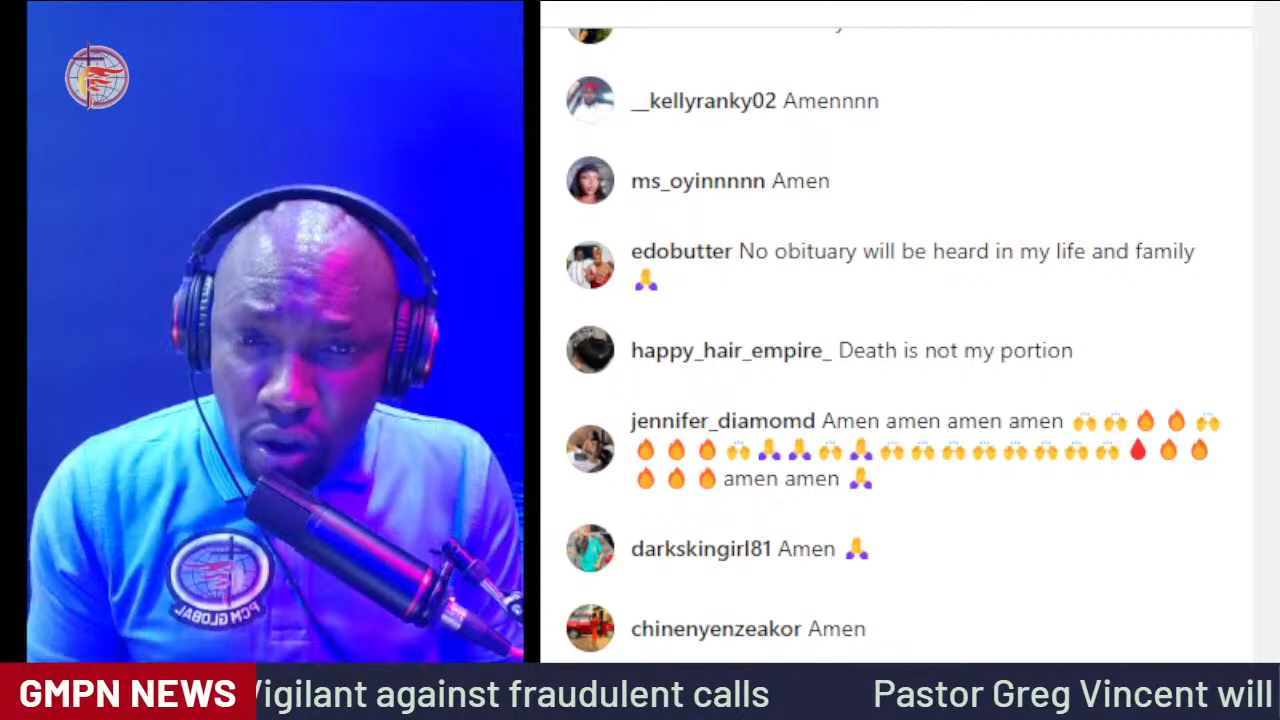 __kellyranky02 Amennnn
ms_oyinnnnn Amen
edobutter No obituary will be heard in my life and family
🙏
happy_hair_empire_ Death is not my portion
jennifer_diamomd Amen amen amen amen 🙌 🙌 🔥 🔥 🙌
🔥 🔥 🔥 🙌 🙏 🙏 🙌 🙏 🙌 🙌 🙌 🙌 🙌 🙌 🙌 🙌 🩸 🔥 🔥
🔥 🔥 🔥 amen amen 🙏
darkskingirl81 Amen 🙏
chinenyenzeakor Amen
PCM GLOBAL
GMPN NEWS Vigilant against fraudulent calls Pastor Greg Vincent will